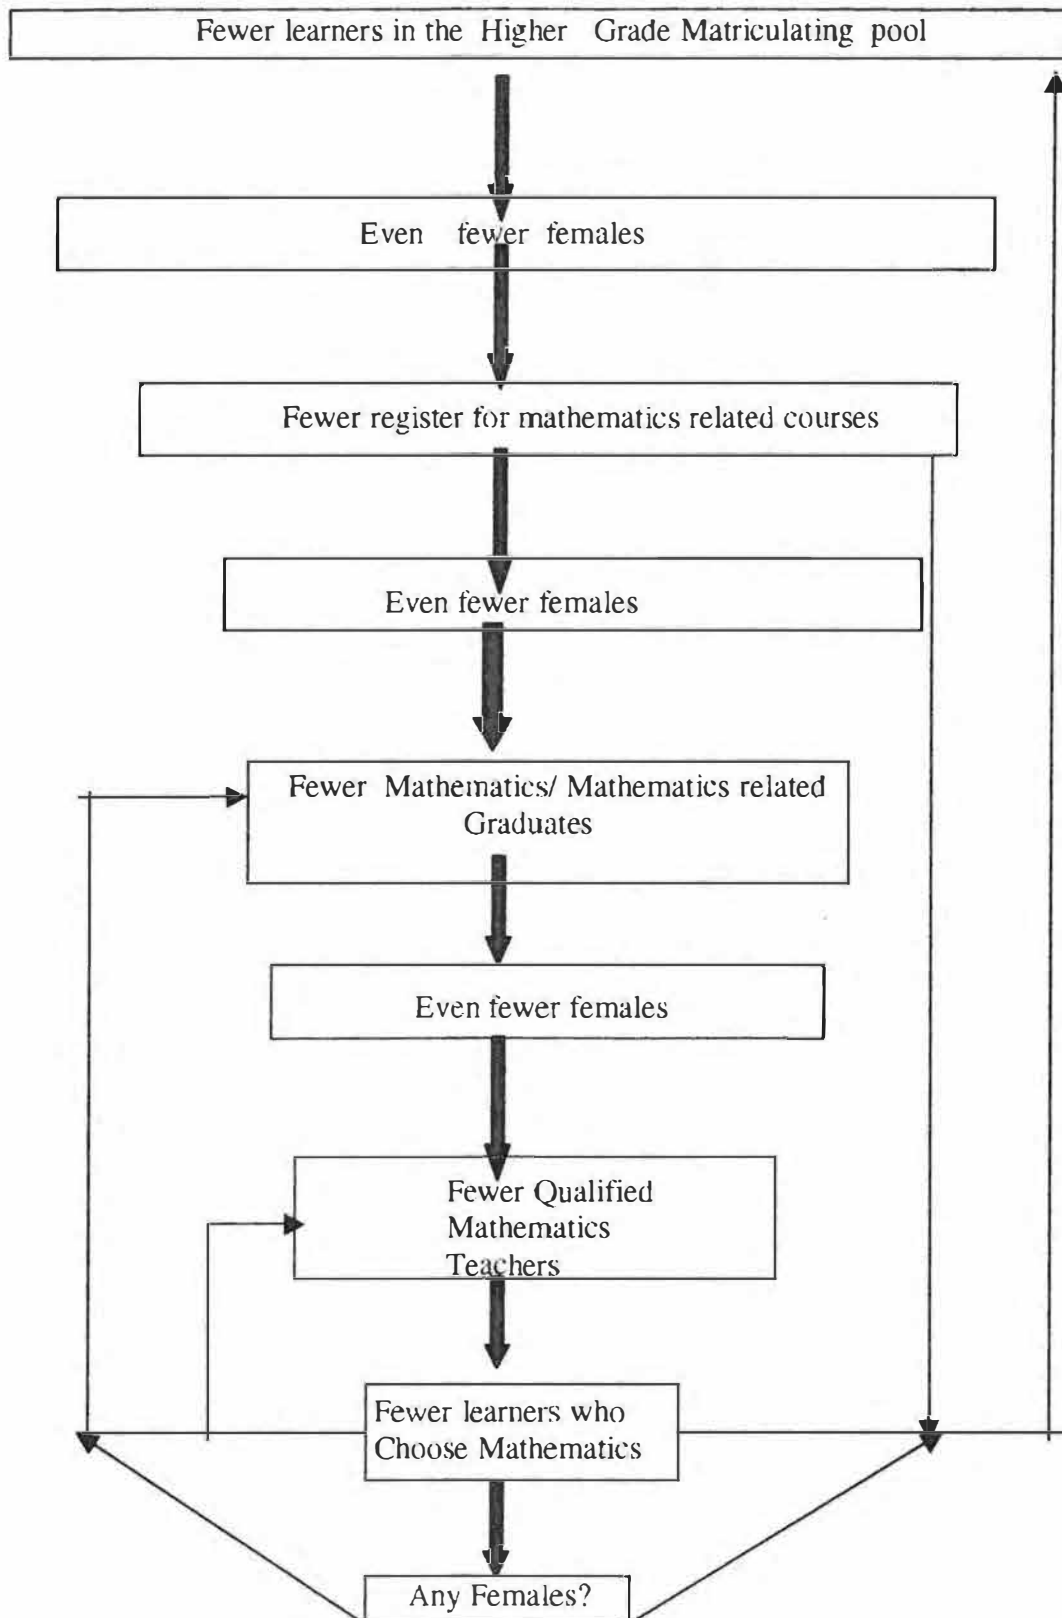 Fewer learners in the Higher Grade Matriculating pool
Even fewer females
Fewer register for mathematics related courses
Even fewer females
Fewer Mathematics/ Mathematics related
Graduates
Even fewer females
Fewer Qualified
Mathematics
Teachers
Fewer learners who
Choose Mathematics
Any Females?